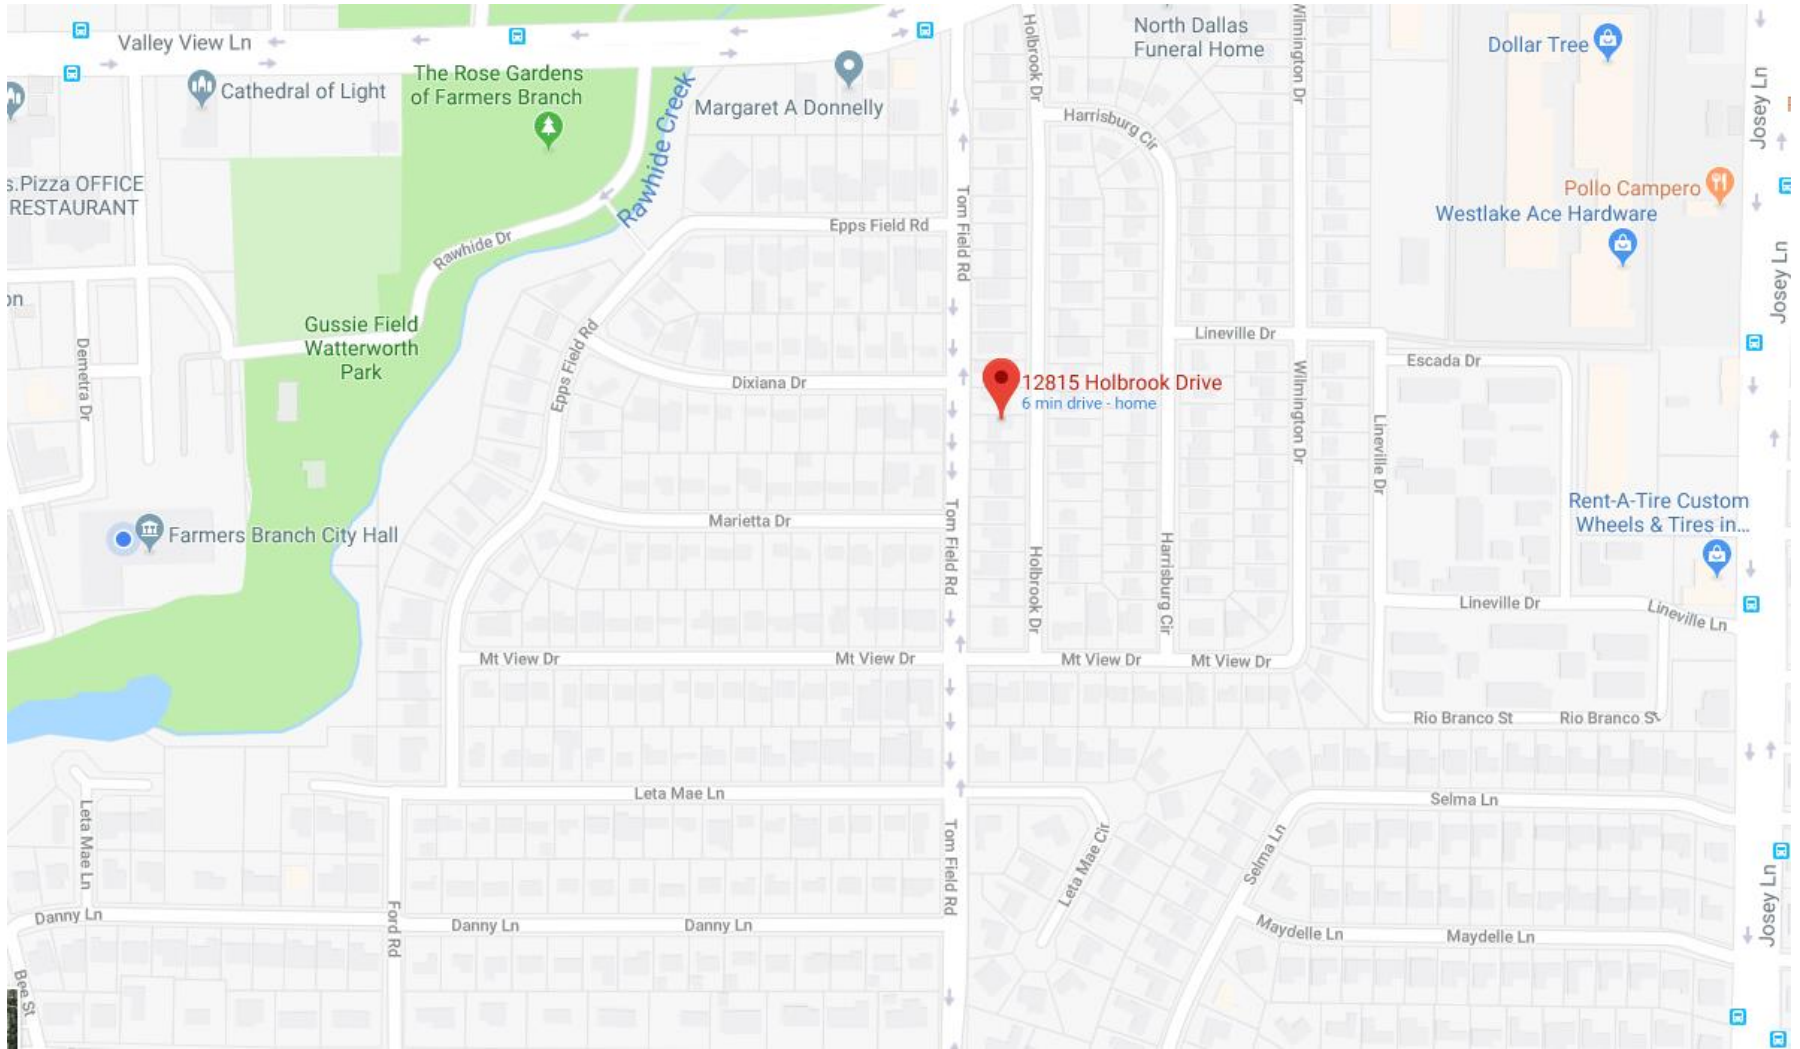 Valley View Ln
Cathedral of Light
The Rose Gardens
of Farmers Branch
Rawhide Creek
Margaret A Donnelly
Holbrook Dr
North Dallas
Funeral Home
Wilmington Dr
Dollar Tree
Josey Ln
Harrisburg Cir
s.Pizza OFFICE
RESTAURANT
Pollo Campero
Westlake Ace Hardware
Tom Field Rd
Epps Field Rd
Rawhide Dr
Josey Ln
on
Gussie Field
Watterworth
Park
Demetra Dr
Epps Field Rd
Dixiana Dr
12815 Holbrook Drive
6 min drive - home
Lineville Dr
Wilmington Dr
Escada Dr
Lineville Dr
Farmers Branch City Hall
Marietta Dr
Tom Field Rd
Holbrook Dr
Harrisburg Cir
Rent-A-Tire Custom
Wheels & Tires in...
Lineville Dr
Lineville Ln
Mt View Dr
Mt View Dr
Mt View Dr
Mt View Dr
Rio Branco St
Rio Branco St
Leta Mae Ln
Leta Mae Ln
Tom Field Rd
Leta Mae Cir
Selma Ln
Selma Ln
Josey Ln
Danny Ln
Ford Rd
Danny Ln
Danny Ln
Maydelle Ln
Maydelle Ln
Bee St